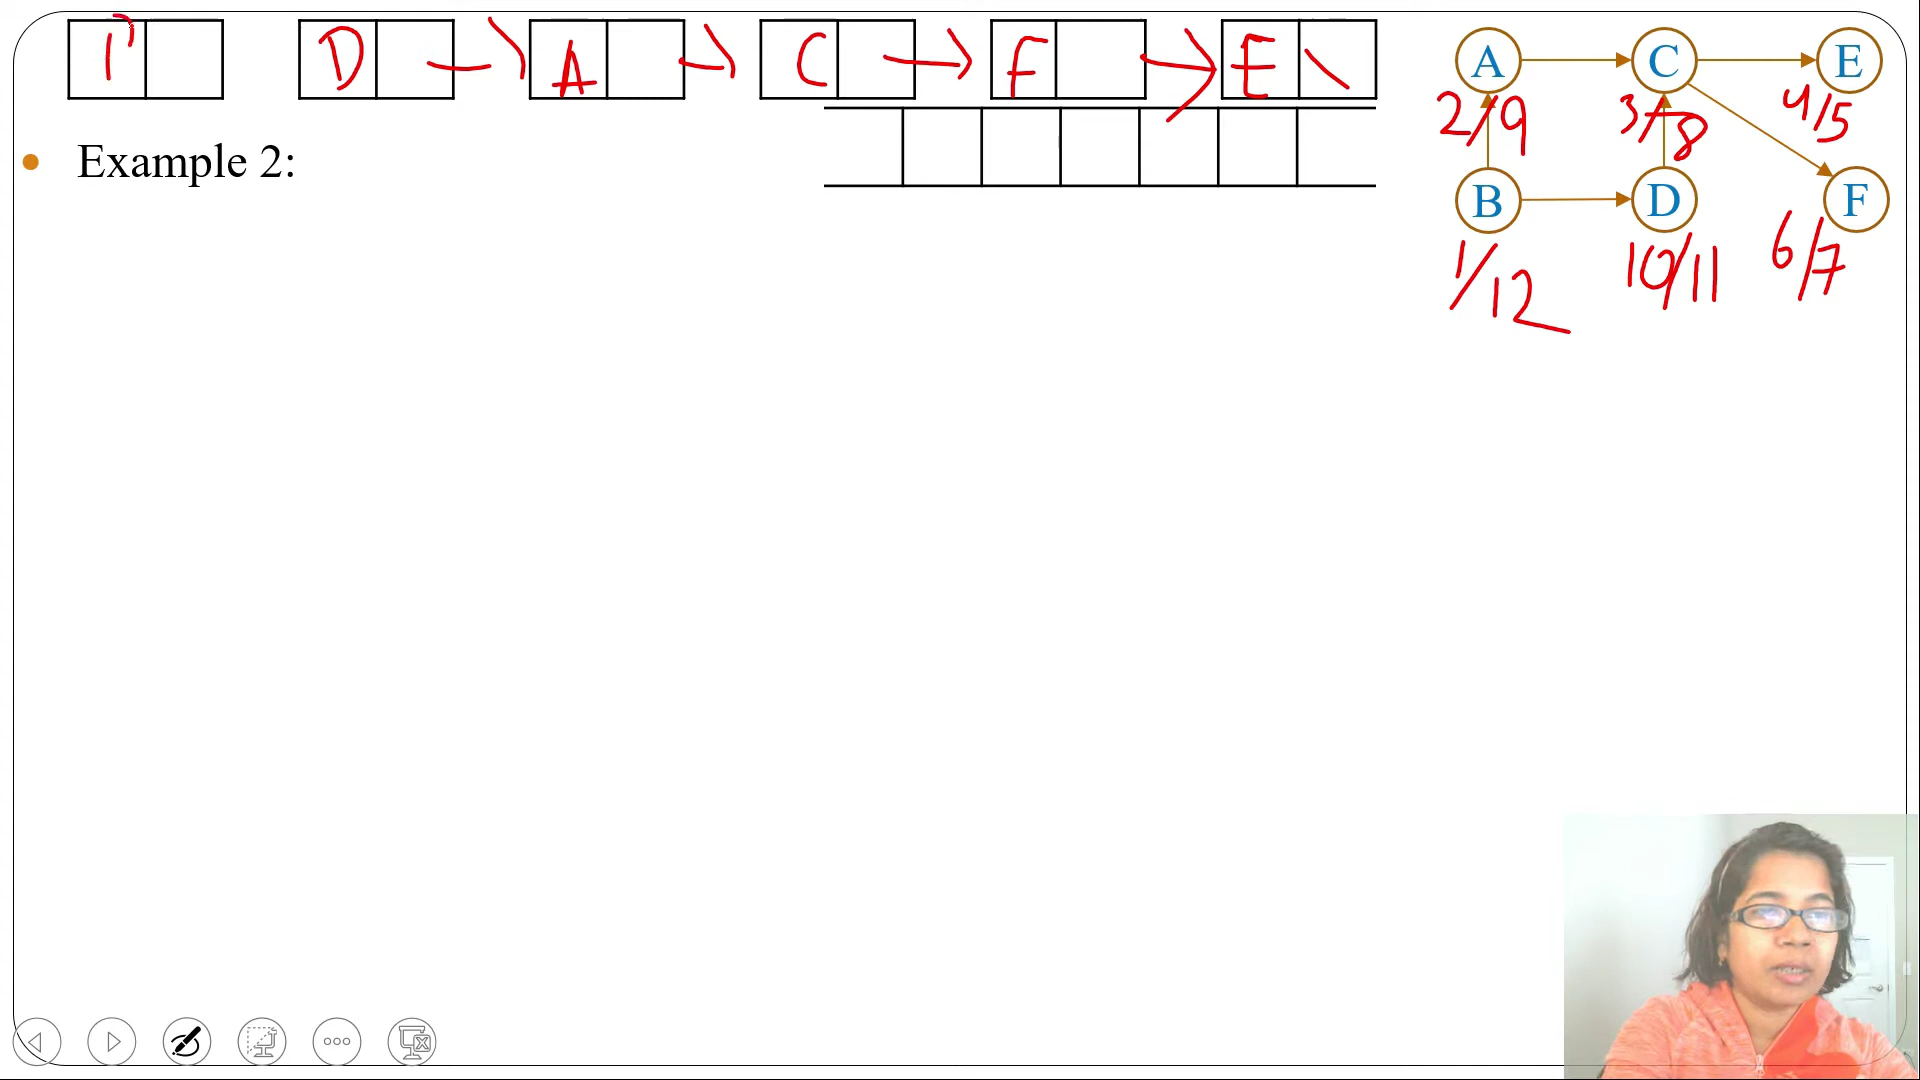 D → A → C → F → E \
A C E
2/9 3/8 4/5
Example 2:
B D F
1/12 10/11 6/7